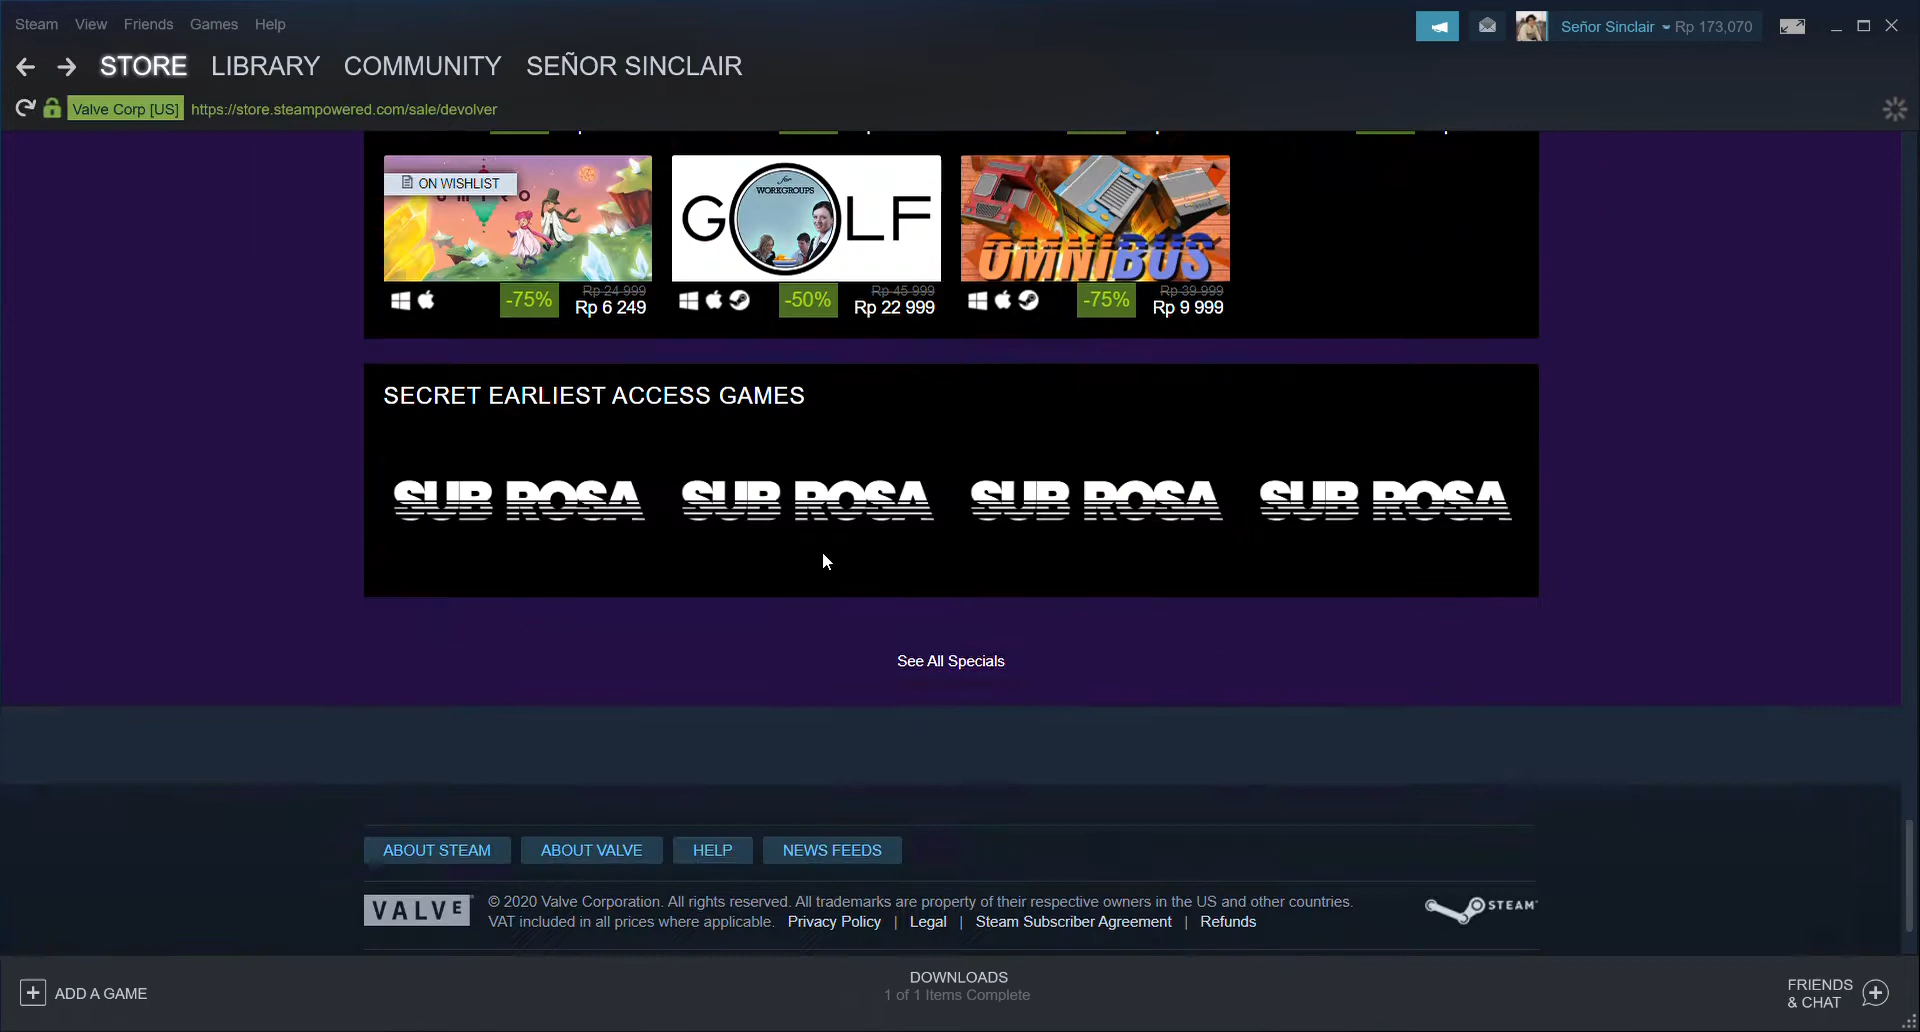 Steam View Friends Games Help
Señor Sinclair Rp 173,070
STORE LIBRARY COMMUNITY SEÑOR SINCLAIR
Valve Corp [US] https://store.steampowered.com/sale/devolver
ON WISHLIST
for
WORKGROUPS
GOLF
OMNIBUS
-75% Rp 24 999
Rp 6 249
-50% Rp 45 999
Rp 22 999
-75% Rp 39 999
Rp 9 999
SECRET EARLIEST ACCESS GAMES
SUB ROSA SUB ROSA SUB ROSA SUB ROSA
See All Specials
ABOUT STEAM ABOUT VALVE HELP NEWS FEEDS
VALVE
© 2020 Valve Corporation. All rights reserved. All trademarks are property of their respective owners in the US and other countries.
VAT included in all prices where applicable. Privacy Policy | Legal | Steam Subscriber Agreement | Refunds
STEAM
ADD A GAME
DOWNLOADS
1 of 1 Items Complete
FRIENDS
& CHAT